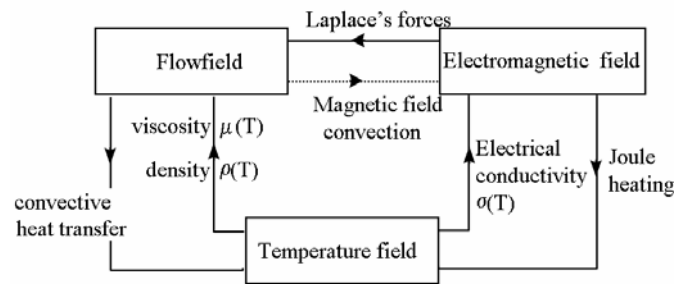 Laplace's forces
Flowfield
Electromagnetic field
Magnetic field
convection
viscosity μ(T)
density ρ(T)
convective
heat transfer
Electrical
conductivity
σ(T)
Joule
heating
Temperature field